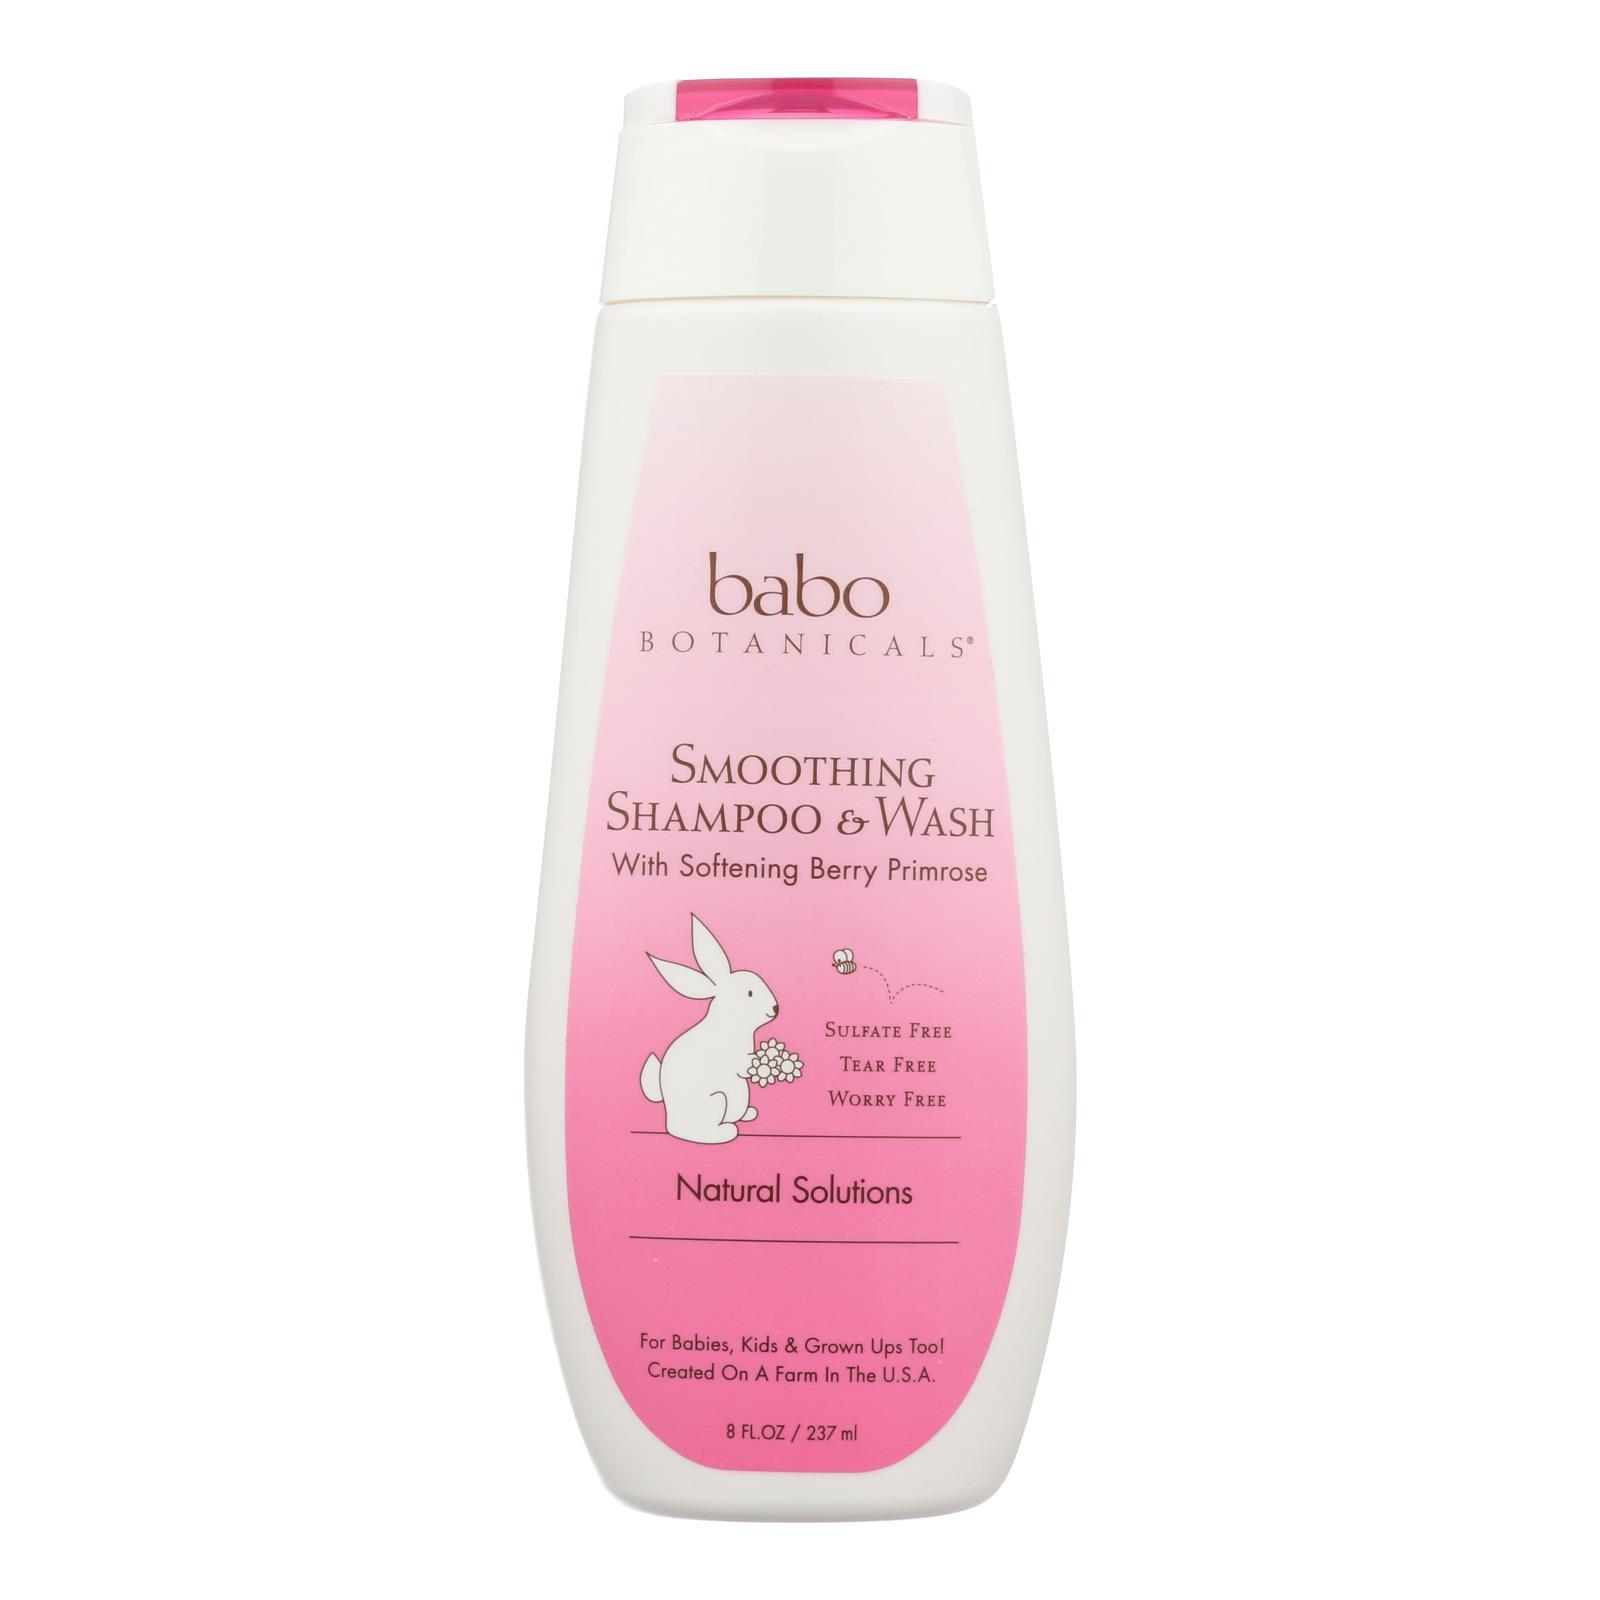 babo
BOTANICALS®
SMOOTHING
SHAMPOO & WASH
With Softening Berry Primrose
SULFATE FREE
TEAR FREE
WORRY FREE
Natural Solutions
For Babies, Kids & Grown Ups Too!
Created On A Farm In The U.S.A.
8 FL.OZ / 237 ml